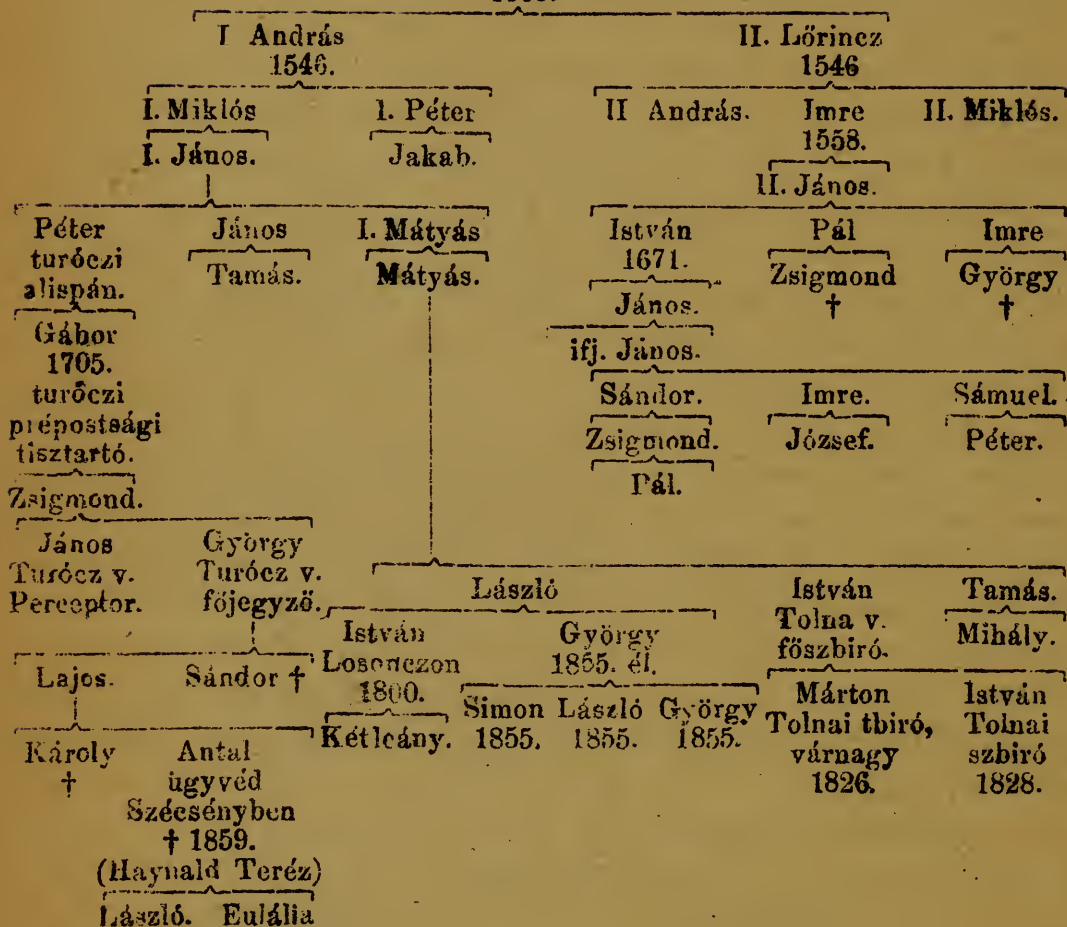 I András II. Lőrincz
1546. 1546
I. Miklós 1. Péter II András. Imre II. Miklós.
1558.
I. János. Jakab.
II. János.
Péter János I. Mátyás István Pál Imre
turóczi Tamás. Mátyás. 1671. Zsigmond György
alispán. † †
János.
Gábor
1705. ifj. János.
turőczi Sándor. Imre. Sámuel.
prépostsági
tisztartó. Zsigmond. József. Péter.
Pál.
Zsigmond.
János György
Turócz v. Turócz v. László István Tamás.
Perceptor. főjegyző. Tolna v. Mihály.
István György főszbiró.
Lajos. Sándor † Losonczon 1855. él.
1800. Márton István
Simon László György Tolnai tbiró, Tolnai
Kétleány. 1855. 1855. 1855. várnagy szbiró
Károly Antal 1826. 1828.
† ügyvéd
Szécsényben
† 1859.
(Haynald Teréz)
László. Eulália